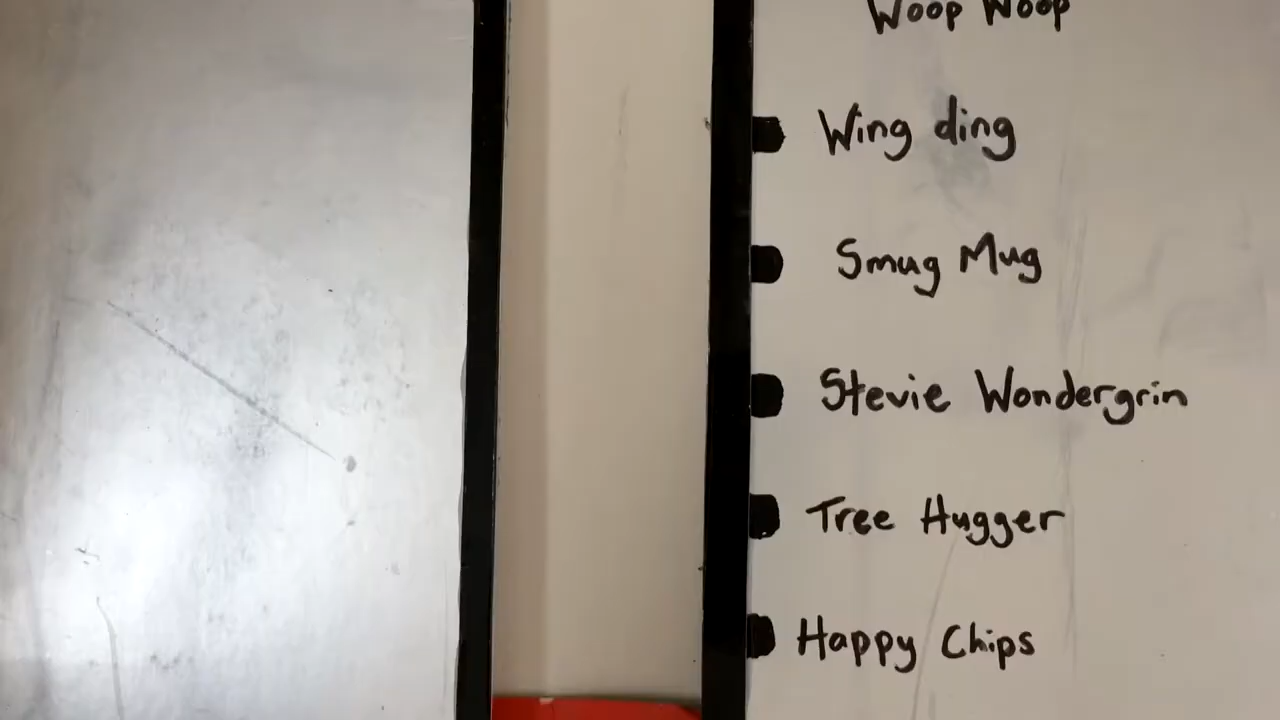 Woop Woop
Wing ding
Smug Mug
Stevie Wondergrin
Tree Hugger
Happy Chips